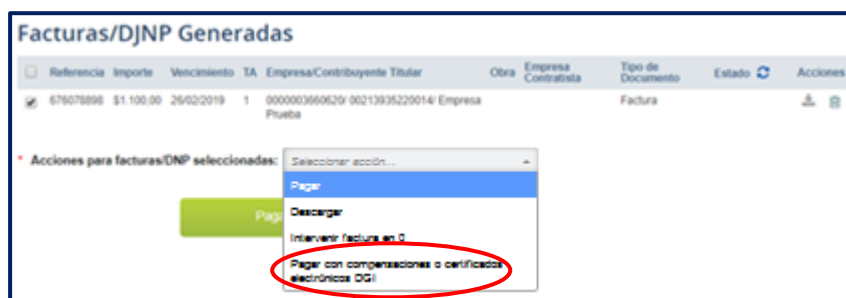 Facturas/DJNP Generadas
Referencia Importe Vencimiento TA Empresa/Contribuyente Titular Obra Empresa Contratista Tipo de Documento Estado Acciones
676078898 $1.100,00 26/02/2019 1 0000003660629/ 00213935220014/ Empresa Prueba Factura
* Acciones para facturas/DNP seleccionadas: Seleccionar acción...
Pagar
Descargar
Pag
Intervenir factura en 0
Pagar con compensaciones o certificados
electrónicos DGI